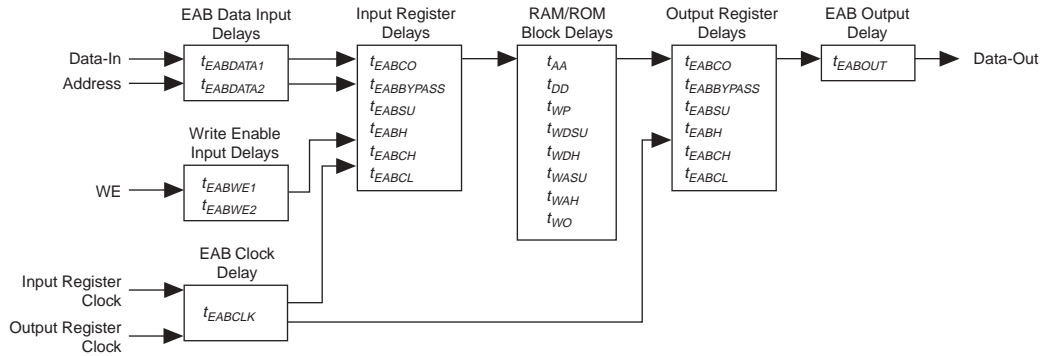 EAB Data Input
Delays
Input Register
Delays
RAM/ROM
Block Delays
Output Register
Delays
EAB Output
Delay
Data-In
Address
tEABDATA1
tEABDATA2
tEABCO
tEABBYPASS
tEABSU
tEABH
tEABCH
tEABCL
tAA
tDD
tWP
tWDSU
tWDH
tWASU
tWAH
tWO
tEABCO
tEABBYPASS
tEABSU
tEABH
tEABCH
tEABCL
tEABOUT
Data-Out
Write Enable
Input Delays
WE
tEABWE1
tEABWE2
EAB Clock
Delay
Input Register
Clock
Output Register
Clock
tEABCLK